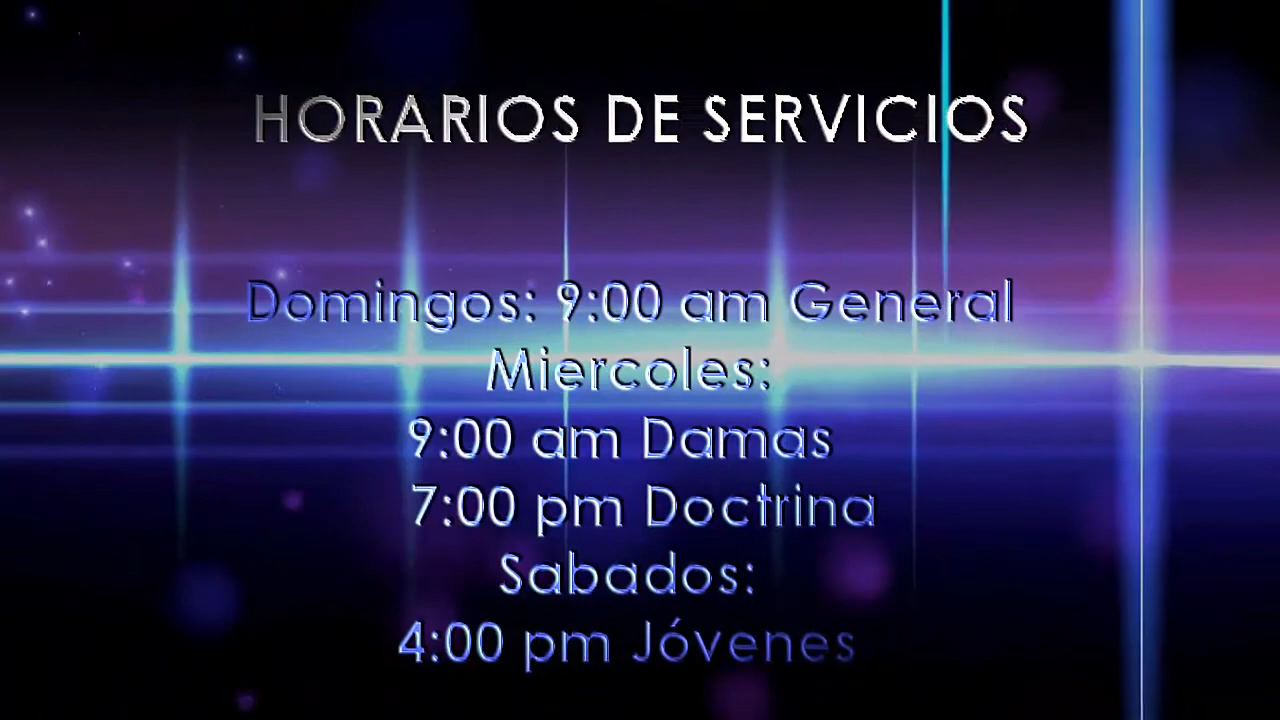 HORARIOS DE SERVICIOS
Domingos: 9:00 am General
Miercoles:
9:00 am Damas
7:00 pm Doctrina
Sabados:
4:00 pm Jóvenes